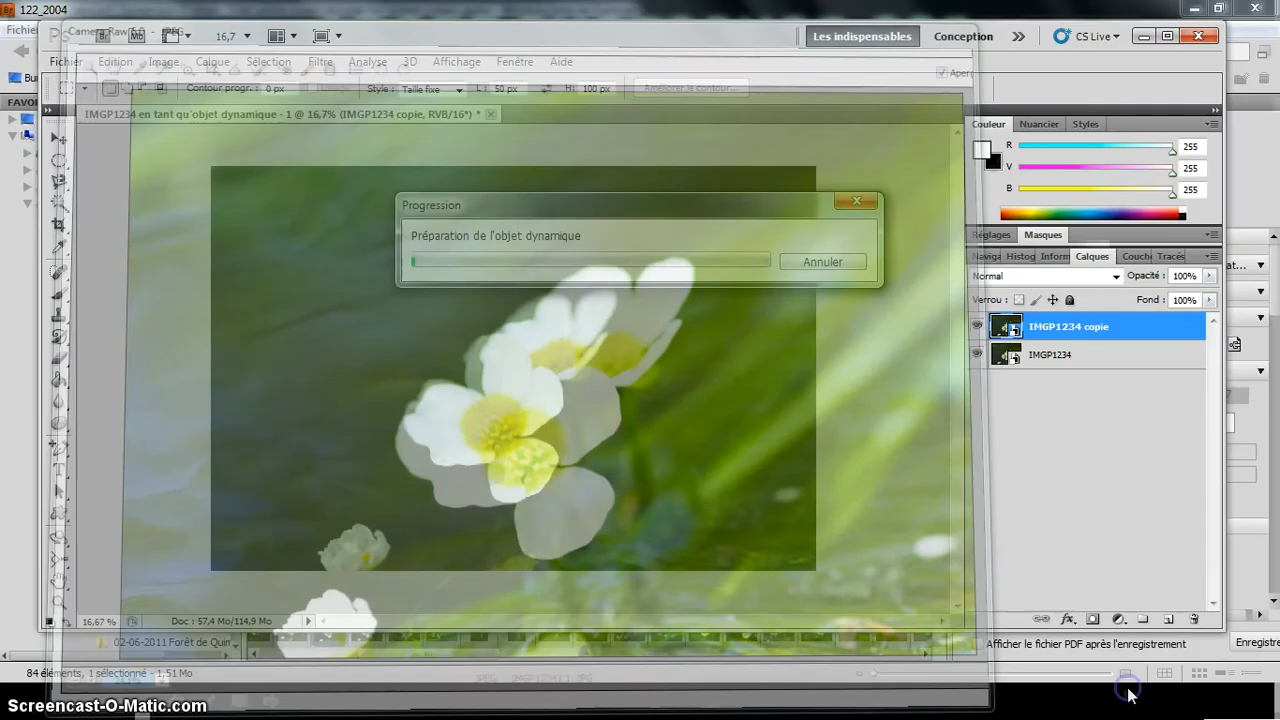 122_2004
Camera Raw
JPEG
16,7
Les indispensables
Conception
CS Live
Fichier Edition Image Calque Sélection Filtre Analyse 3D Affichage Fenêtre Aide
Contour progr. : 0 px
Style : Taille fixe
L : 50 px
H : 100 px
Améliorer le contour...
IMGP1234 en tant qu'objet dynamique - 1 @ 16,7% (IMGP1234 copie, RVB/16*) *
Couleur Nuancier Styles
R 255
V 255
B 255
Réglages Masques
Naviga Histog Inform Calques Couch Tracés
Normal
Opacité : 100%
Verrou :
Fond : 100%
IMGP1234 copie
IMGP1234
Progression
Préparation de l'objet dynamique
Annuler
FAVO
16,67 %
Doc : 57,4 Mo/114,9 Mo
02-06-2011 Forêt de Quin
Afficher le fichier PDF après l'enregistrement
Enregistre
84 éléments, 1 sélectionné - 1,51 Mo
Screencast-O-Matic.com